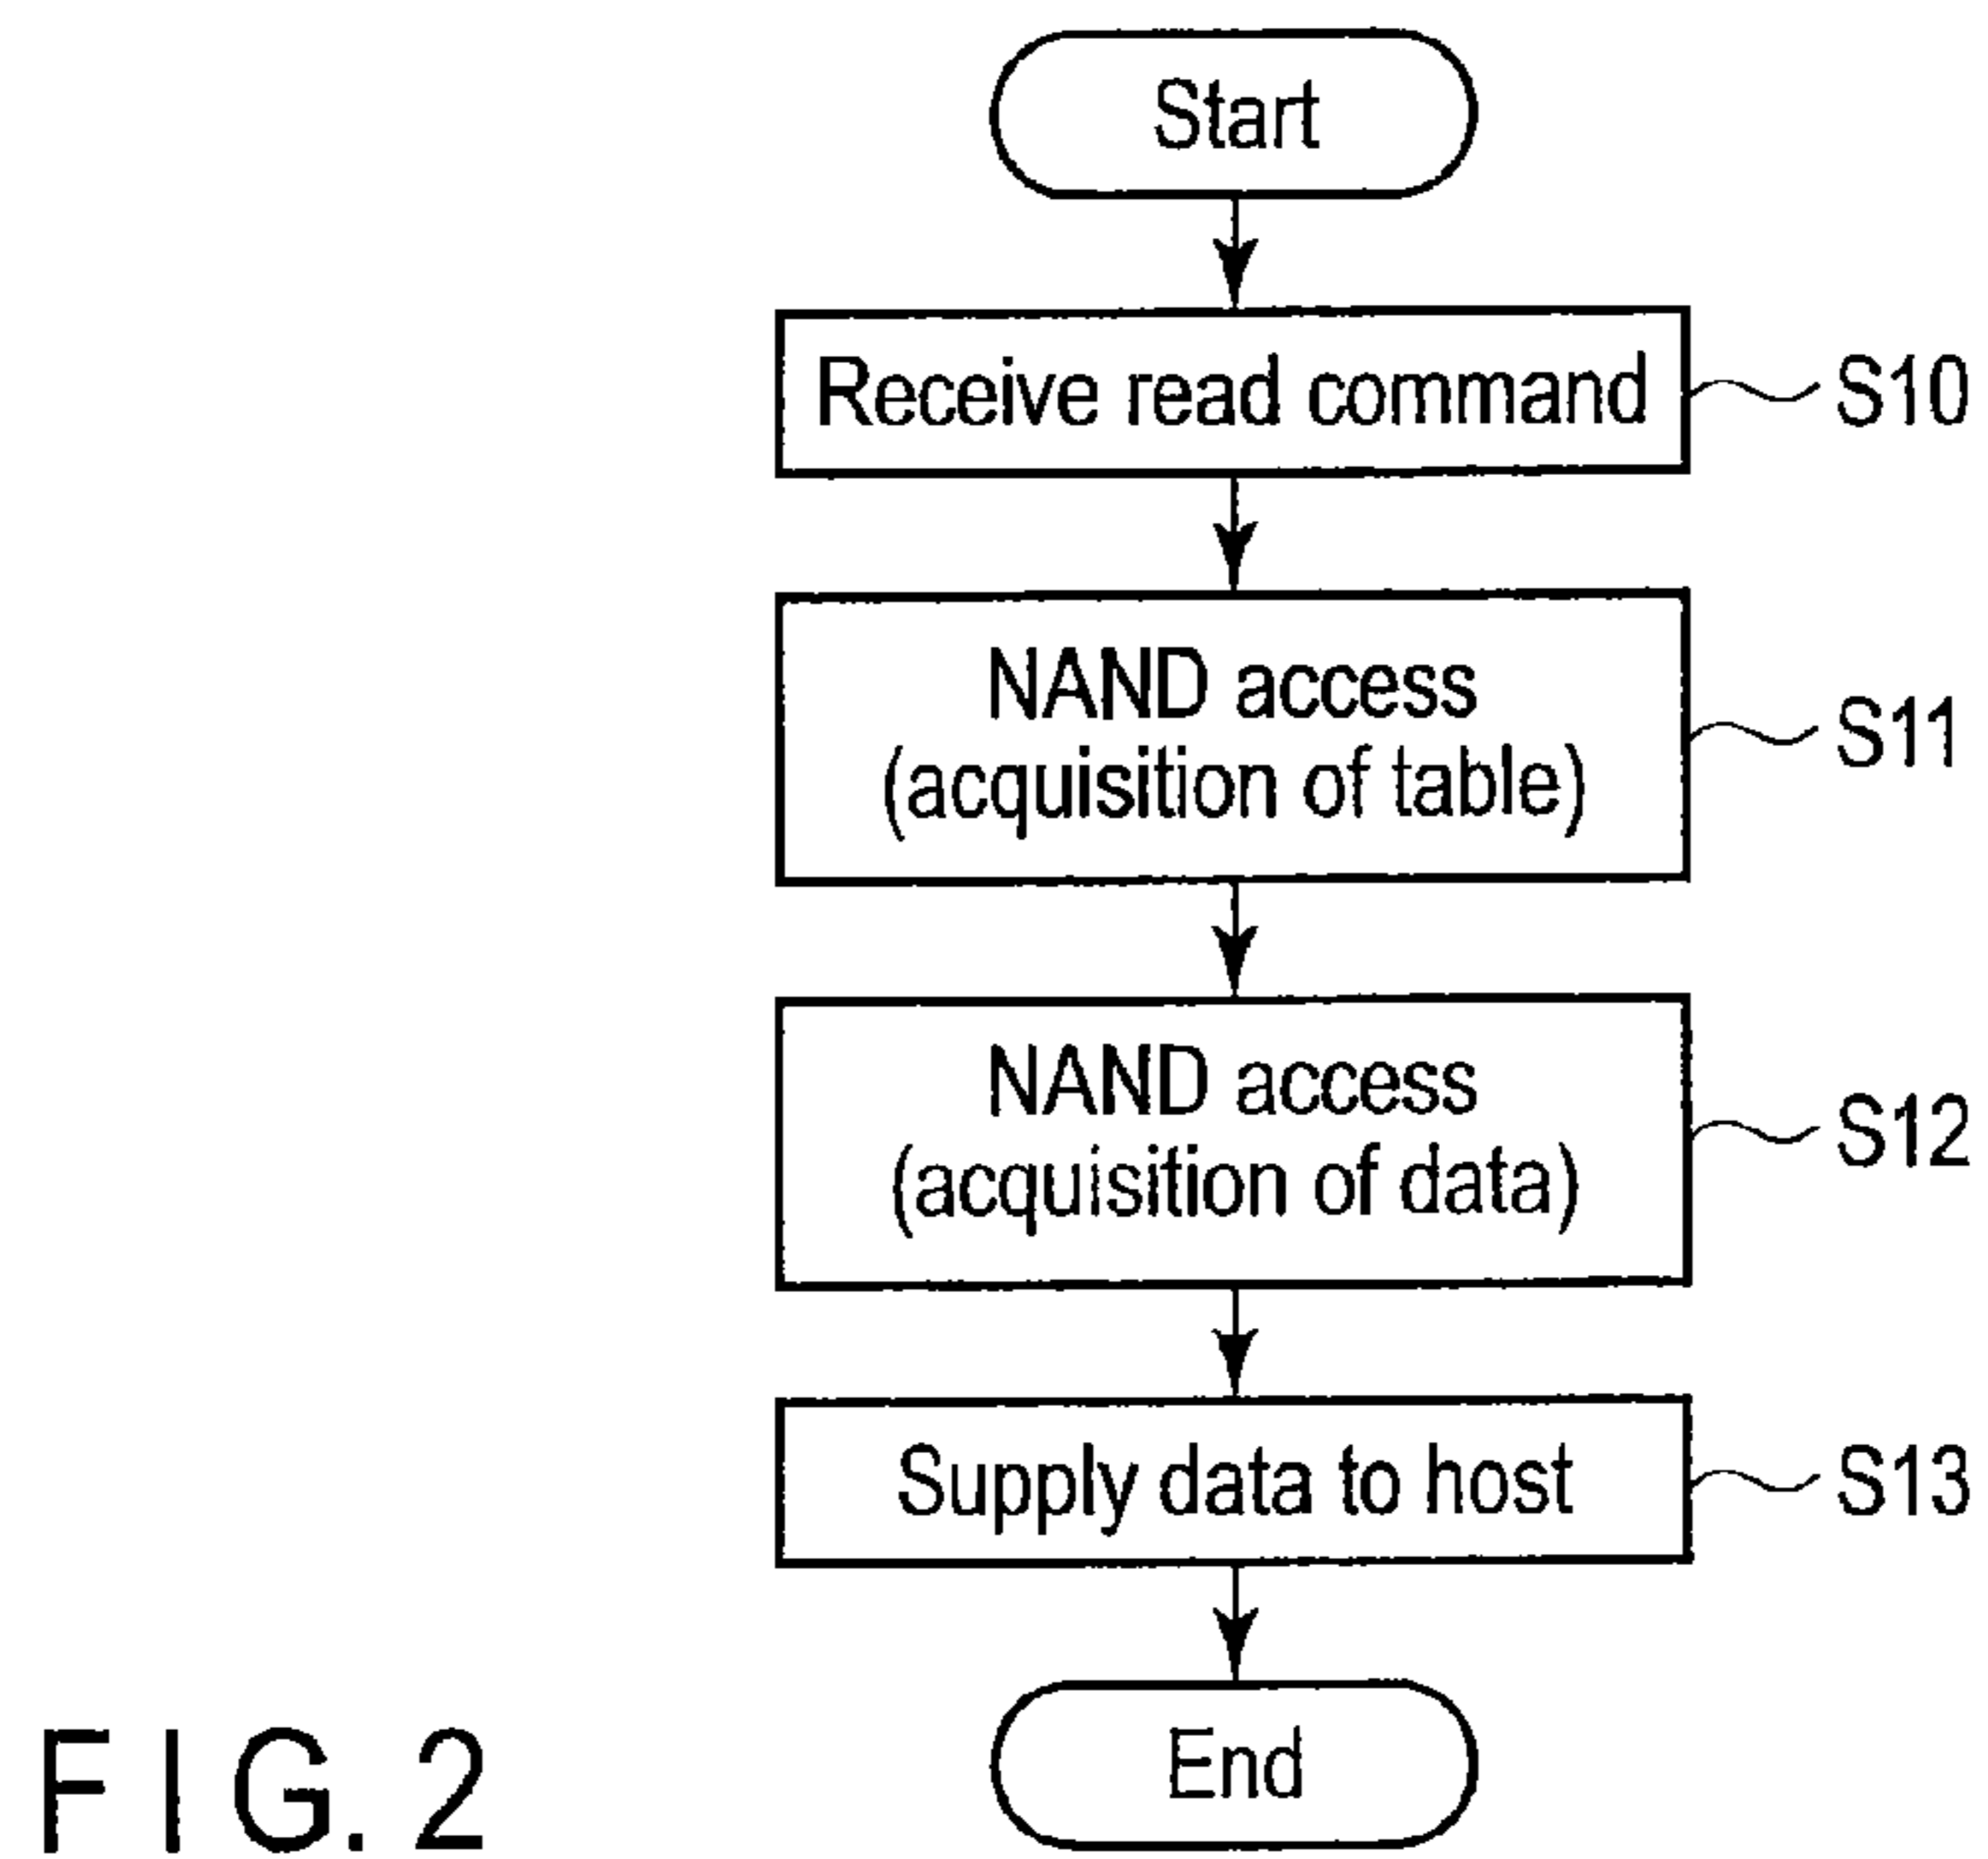 Start
Receive read command
S10
NAND access
(acquisition of table)
S11
NAND access
(acquisition of data)
S12
Supply data to host
S13
End
FIG. 2